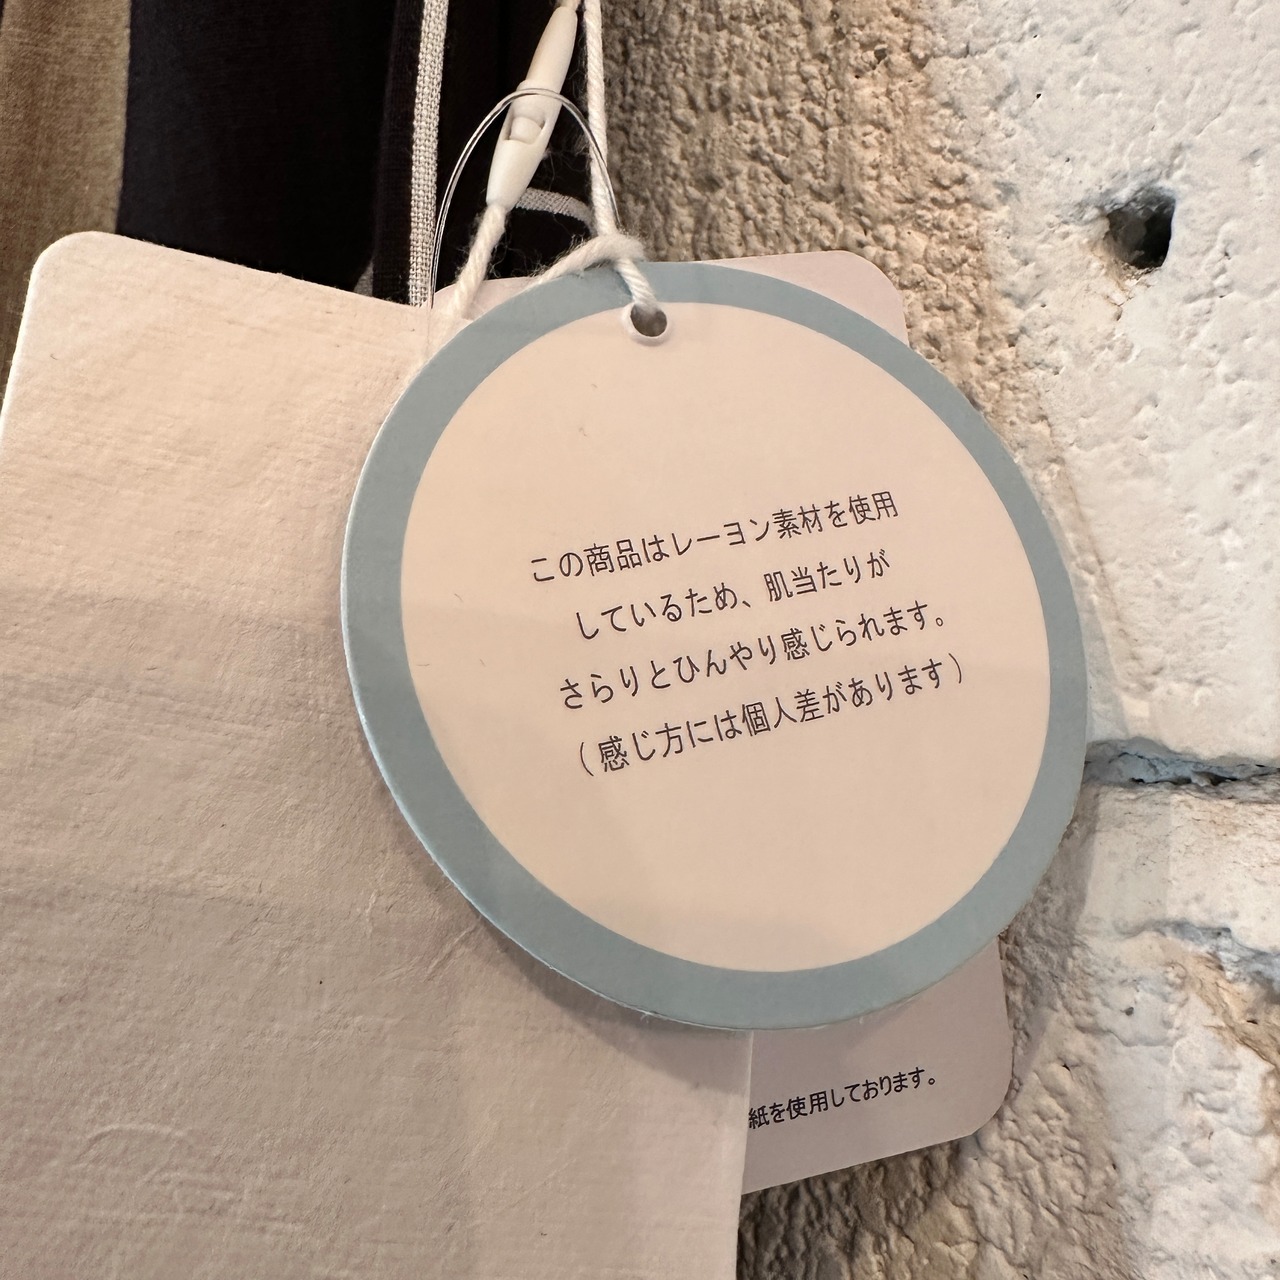 この商品はレーヨン素材を使用
しているため、肌当たりが
さらりとひんやり感じられます。
（感じ方には個人差があります）
紙を使用しております。